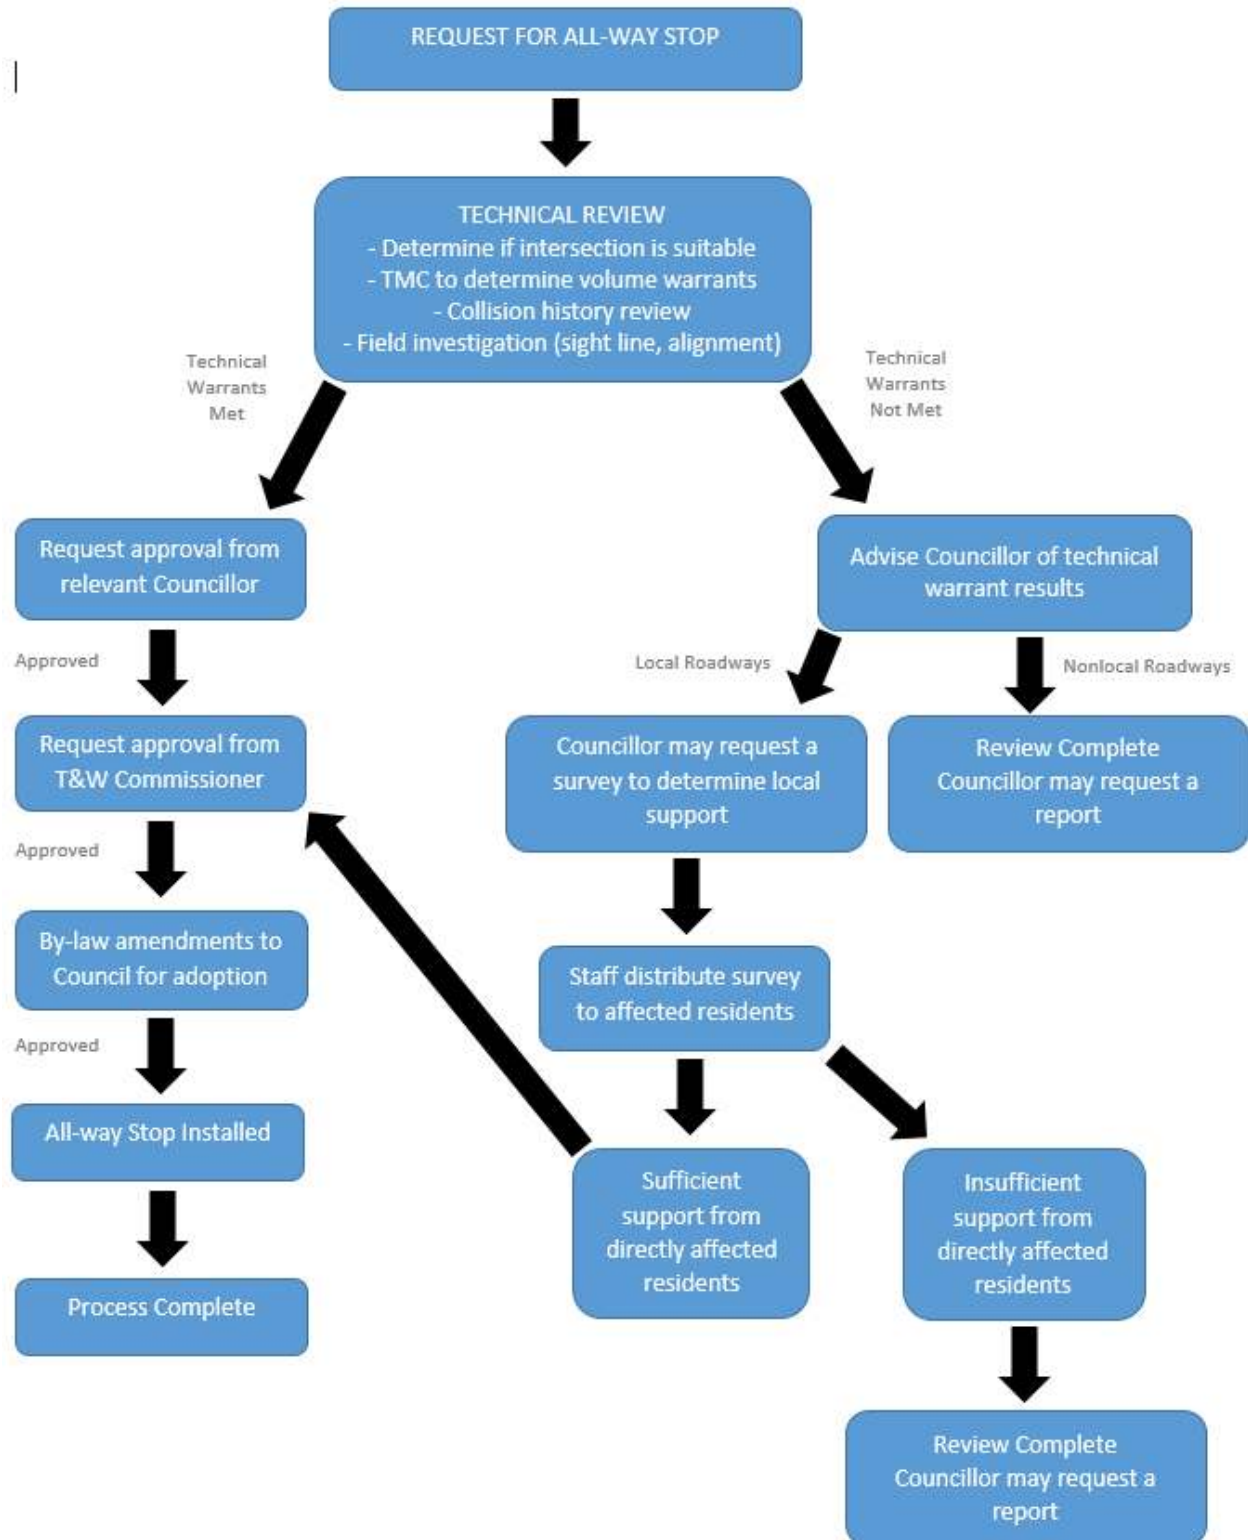 REQUEST FOR ALL-WAY STOP
TECHNICAL REVIEW
- Determine if intersection is suitable
- TMC to determine volume warrants
- Collision history review
- Field investigation (sight line, alignment)
Technical
Warrants
Met
Technical
Warrants
Not Met
Request approval from
relevant Councillor
Advise Councillor of technical
warrant results
Approved
Local Roadways
Nonlocal Roadways
Request approval from
T&W Commissioner
Councillor may request a
survey to determine local
support
Review Complete
Councillor may request a
report
Approved
By-law amendments to
Council for adoption
Staff distribute survey
to affected residents
Approved
All-way Stop Installed
Sufficient
support from
directly affected
residents
Insufficient
support from
directly affected
residents
Process Complete
Review Complete
Councillor may request a
report